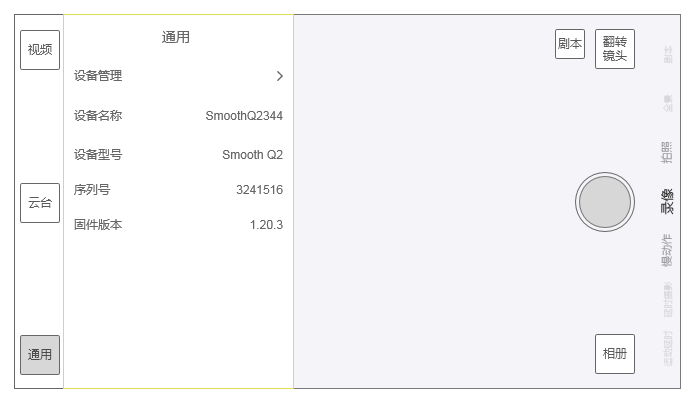 视频
云台
通用
通用
设备管理
设备名称 SmoothQ2344
设备型号 Smooth Q2
序列号 3241516
固件版本 1.20.3
剧本
翻转
镜头
相册
全景
拍照
录像
慢动作